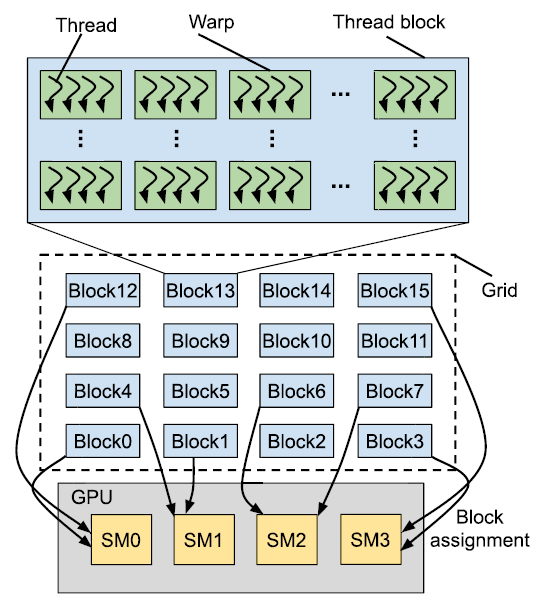 Thread
Warp
Thread block
...
...
Block12
Block13
Block14
Block15
Grid
Block8
Block9
Block10
Block11
Block4
Block5
Block6
Block7
Block0
Block1
Block2
Block3
GPU
SM0
SM1
SM2
SM3
Block
assignment